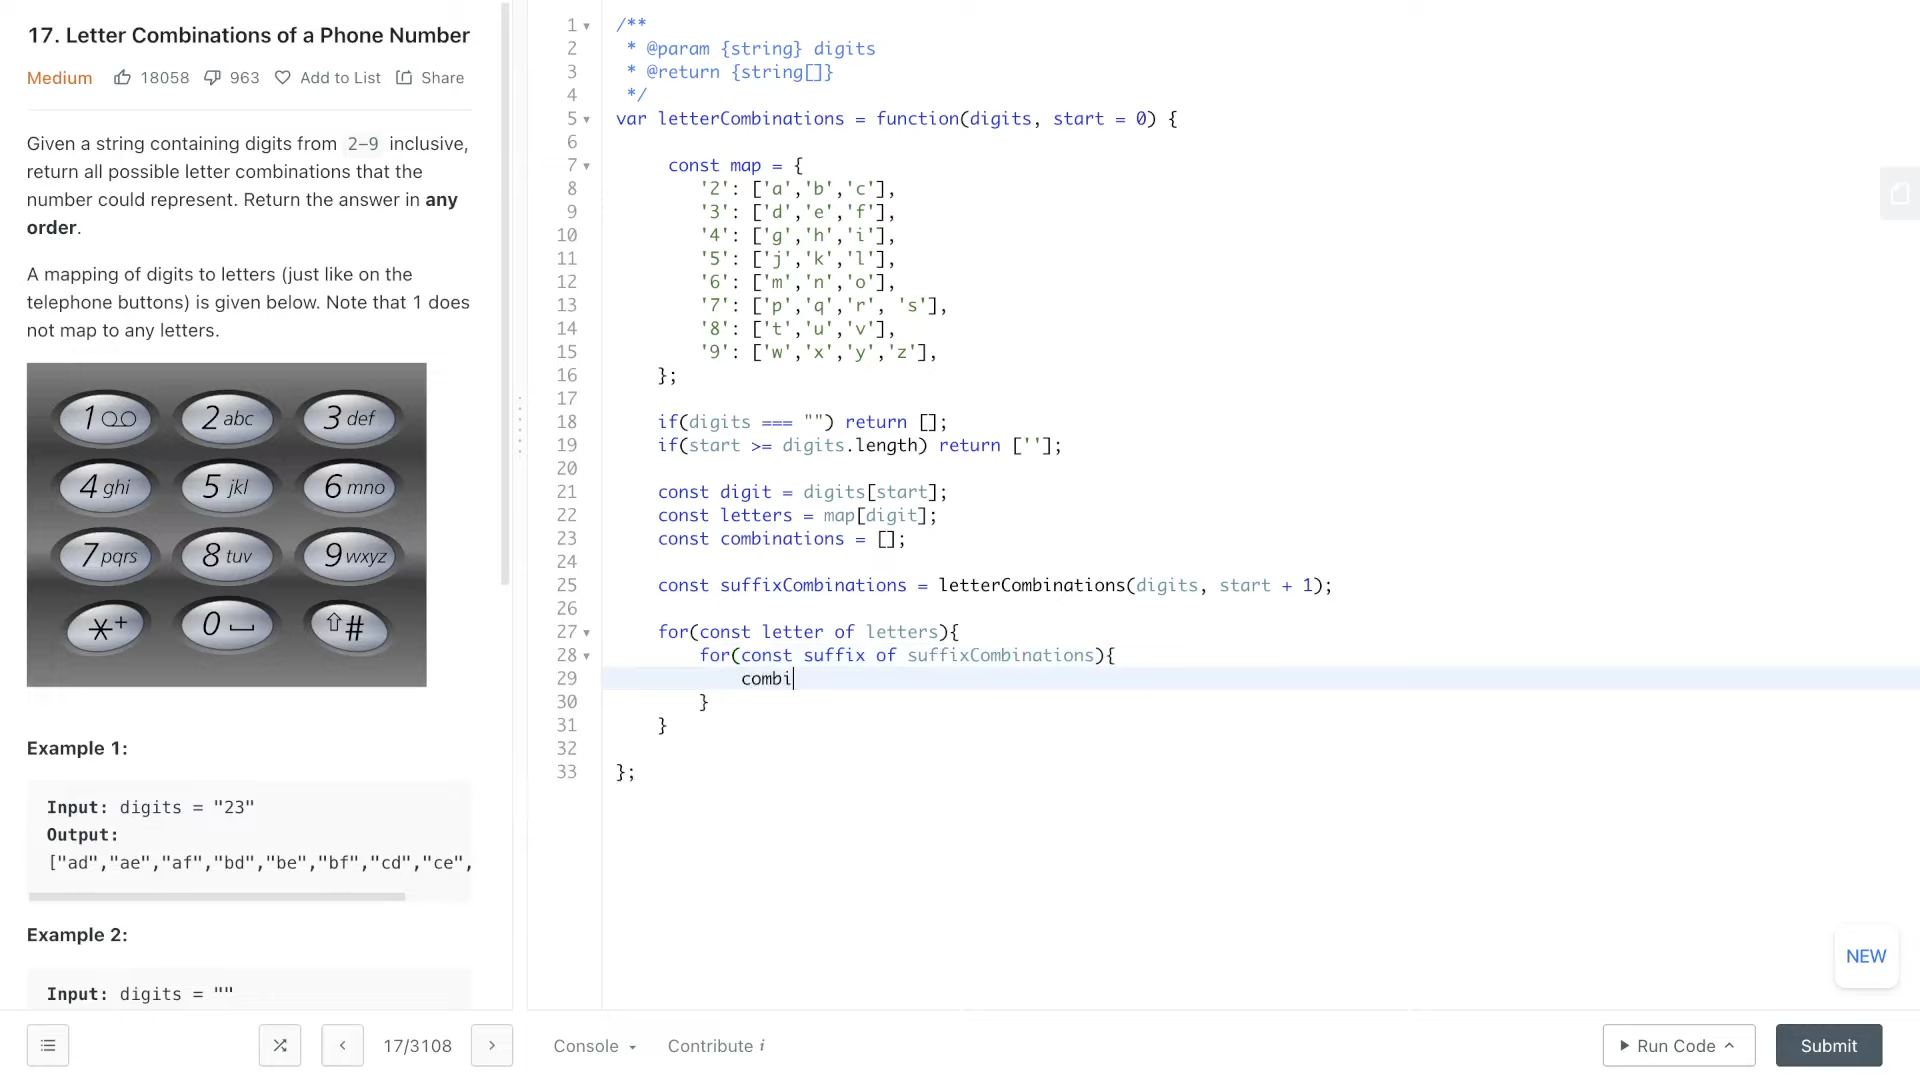 17. Letter Combinations of a Phone Number
Medium 18058 963 Add to List Share
Given a string containing digits from 2-9 inclusive,
return all possible letter combinations that the
number could represent. Return the answer in any
order.
A mapping of digits to letters (just like on the
telephone buttons) is given below. Note that 1 does
not map to any letters.
1 2 abc 3 def
4 ghi 5 jkl 6 mno
7 pqrs 8 tuv 9 wxyz
* + 0 #
Example 1:
Input: digits = "23"
Output:
["ad","ae","af","bd","be","bf","cd","ce",
Example 2:
Input: digits = ""
17/3108
1 /**
2 * @param {string} digits
3 * @return {string[]}
4 */
5 var letterCombinations = function(digits, start = 0) {
6
7 const map = {
8 '2': ['a','b','c'],
9 '3': ['d','e','f'],
10 '4': ['g','h','i'],
11 '5': ['j','k','l'],
12 '6': ['m','n','o'],
13 '7': ['p','q','r', 's'],
14 '8': ['t','u','v'],
15 '9': ['w','x','y','z'],
16 };
17
18 if(digits === "") return [];
19 if(start >= digits.length) return [''];
20
21 const digit = digits[start];
22 const letters = map[digit];
23 const combinations = [];
24
25 const suffixCombinations = letterCombinations(digits, start + 1);
26
27 for(const letter of letters){
28 for(const suffix of suffixCombinations){
29 combi
30 }
31 }
32
33 };
NEW
Console Contribute i
Run Code Submit